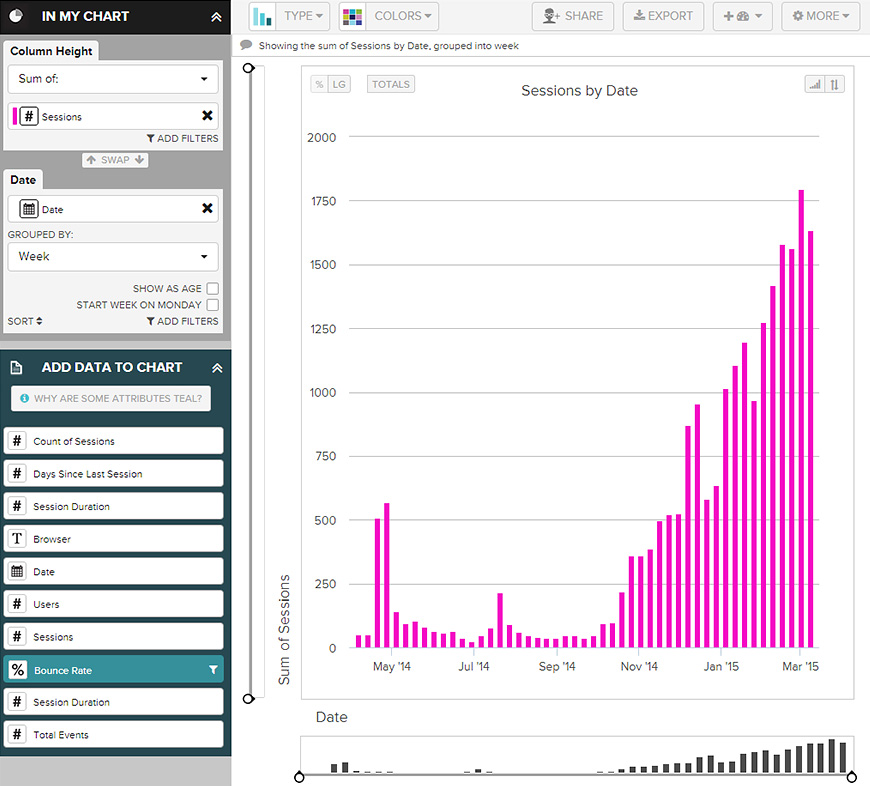 IN MY CHART
Column Height
Sum of:
# Sessions
ADD FILTERS
SWAP
Date
Date
GROUPED BY:
Week
SHOW AS AGE
START WEEK ON MONDAY
SORT
ADD FILTERS
ADD DATA TO CHART
WHY ARE SOME ATTRIBUTES TEAL?
# Count of Sessions
# Days Since Last Session
# Session Duration
T Browser
Date
# Users
# Sessions
% Bounce Rate
# Session Duration
# Total Events
TYPE
COLORS
SHARE
EXPORT
MORE
Showing the sum of Sessions by Date, grouped into week
% LG
TOTALS
Sessions by Date
2000
1750
1500
1250
1000
750
500
250
0
Sum of Sessions
May '14
Jul '14
Sep '14
Nov '14
Jan '15
Mar '15
Date